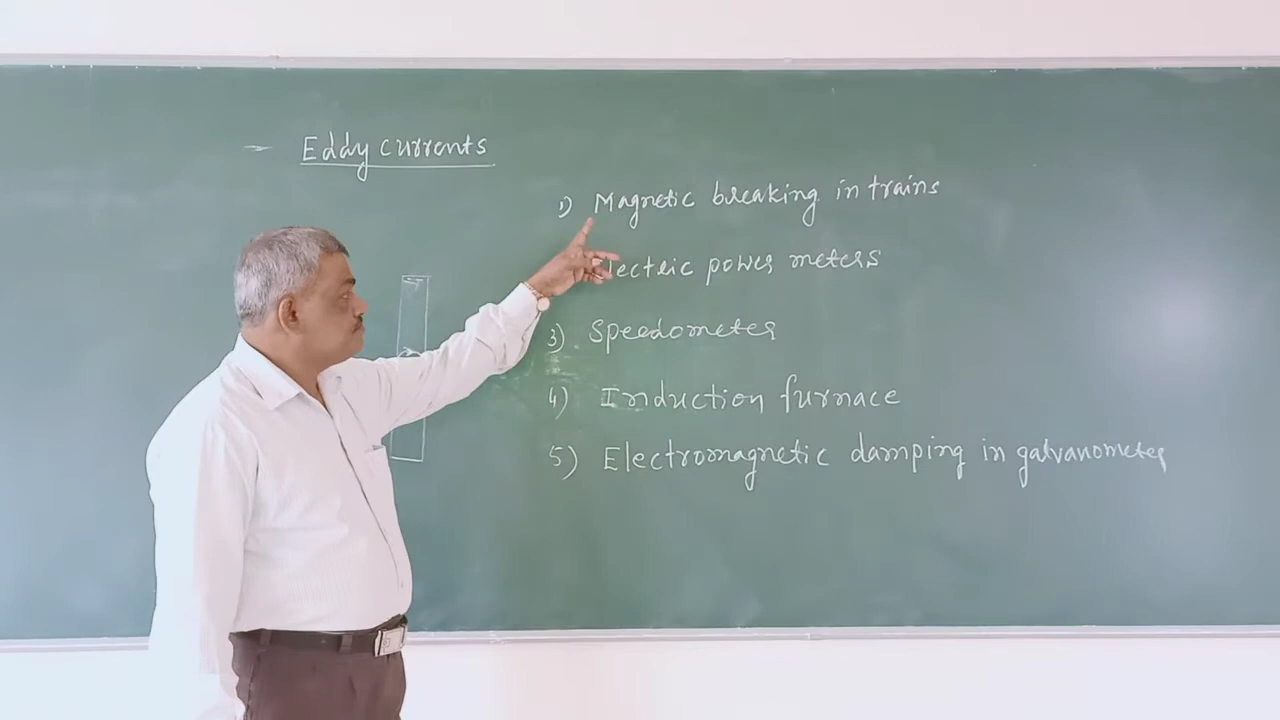 - Eddy currents
1) Magnetic breaking in trains
lectric power meters
3) Speedometer
4) Induction furnace
5) Electromagnetic damping in galvanometer